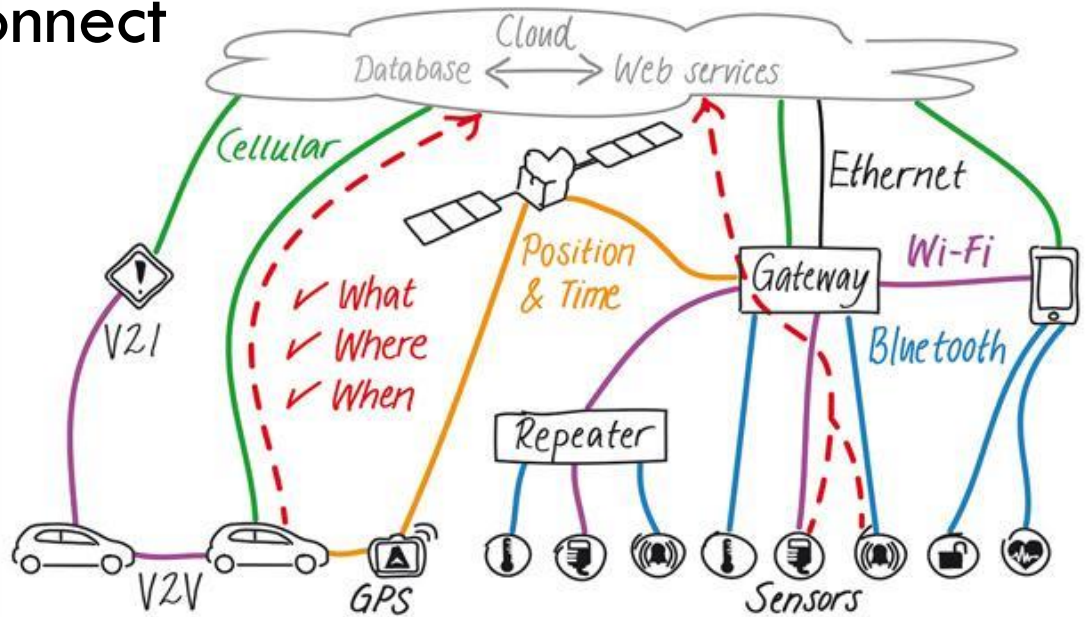 onnect
Cloud
Database Web services
Cellular
Ethernet
Position
& Time
Wi-Fi
Gateway
V2I
✓ What
✓ Where
✓ When
Bluetooth
Repeater
V2V
GPS
Sensors